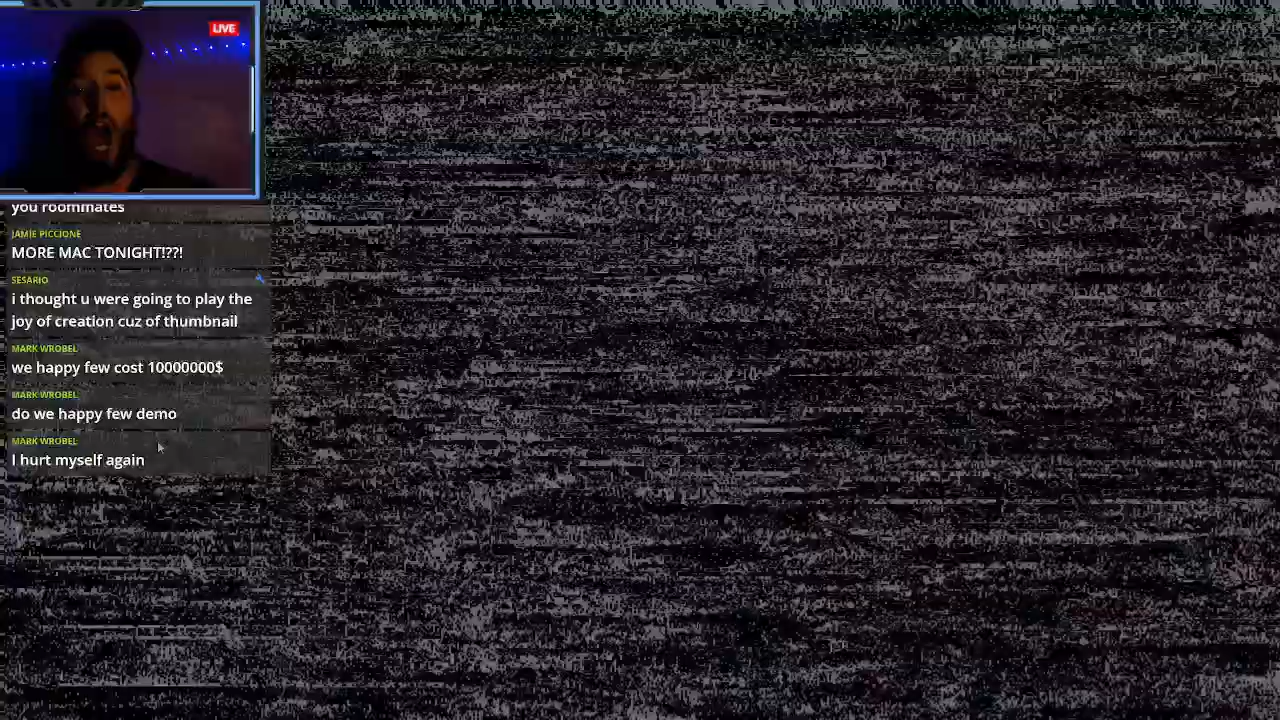 LIVE
you roommates
JAMIE PICCIONE
MORE MAC TONIGHT!??!
SESARIO
i thought u were going to play the
joy of creation cuz of thumbnail
MARK WROBEL
we happy few cost 10000000$
MARK WROBEL
do we happy few demo
MARK WROBEL
I hurt myself again